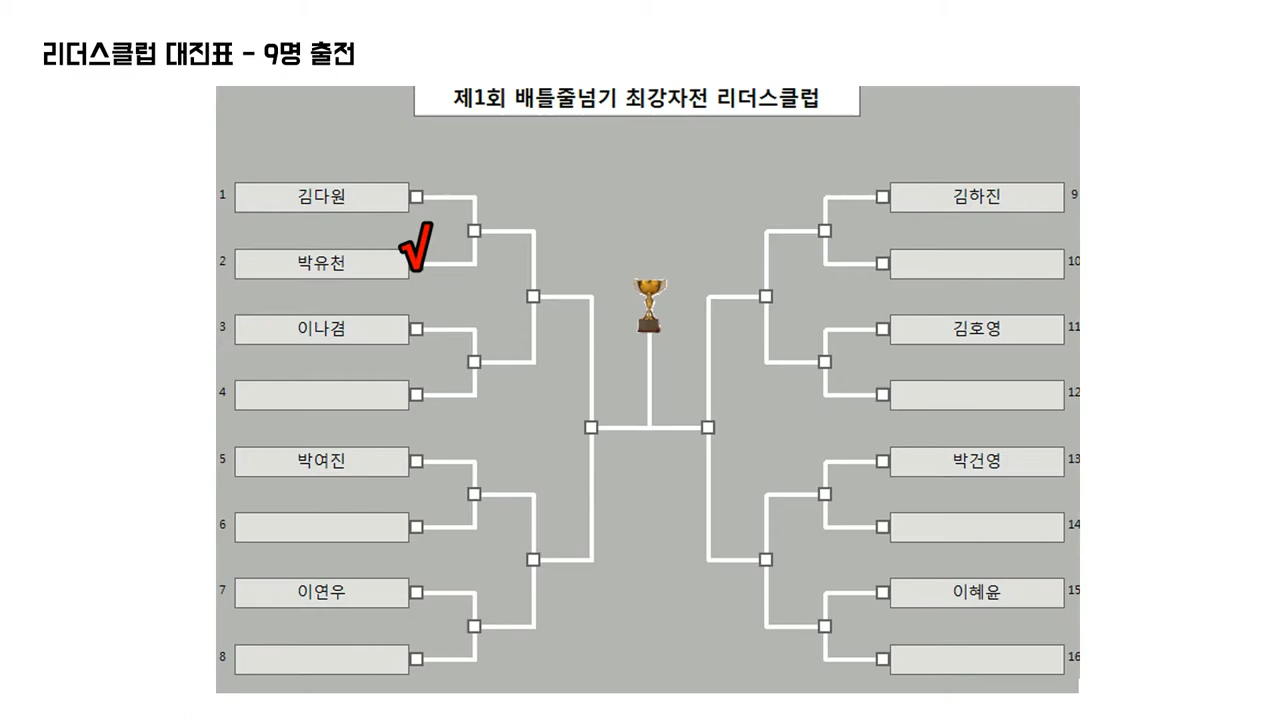 리더스클럽 대진표 - 9명 출전
제1회 배틀줄넘기 최강자전 리더스클럽
1 김다원
2 박유천
3 이나겸
4
5 박여진
6
7 이연우
8
김하진 9
10
김호영 11
12
박건영 13
14
이혜윤 15
16